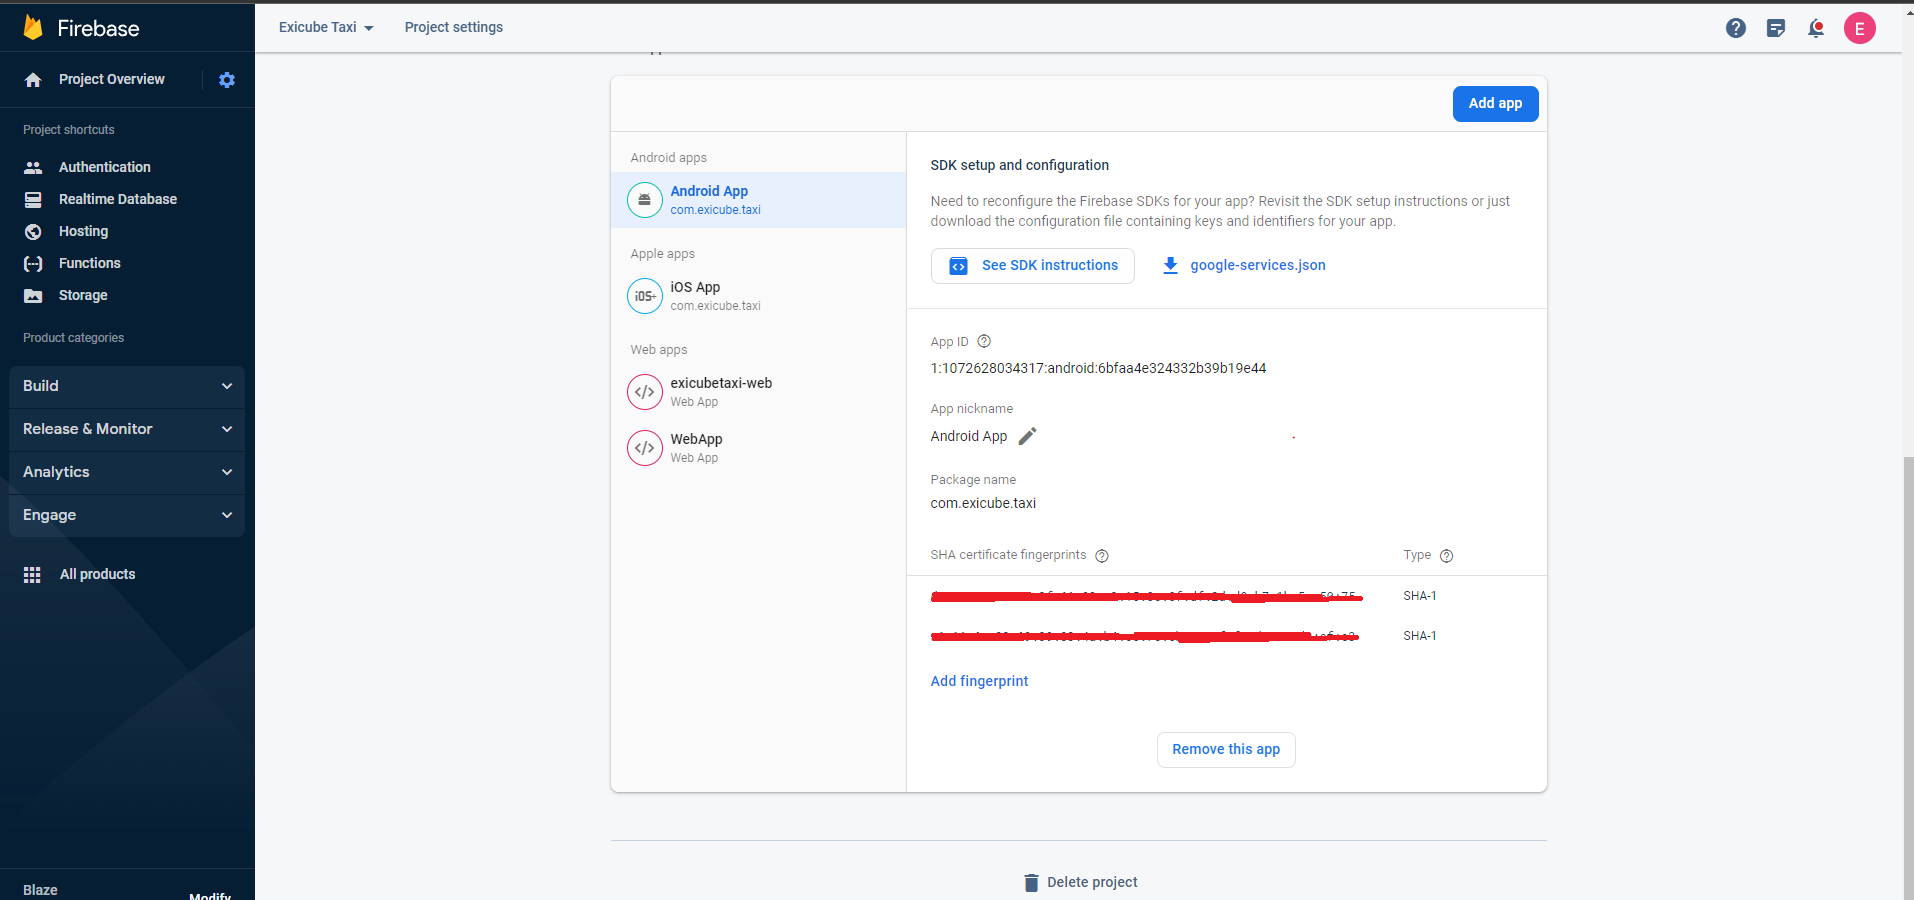 Firebase
Exicube Taxi
Project settings
E
Project Overview
Project shortcuts
Authentication
Realtime Database
Hosting
Functions
Storage
Product categories
Build
Release & Monitor
Analytics
Engage
All products
Blaze
Modify
Add app
Android apps
Android App
com.exicube.taxi
Apple apps
iOS+
iOS App
com.exicube.taxi
Web apps
exicubetaxi-web
Web App
WebApp
Web App
SDK setup and configuration
Need to reconfigure the Firebase SDKs for your app? Revisit the SDK setup instructions or just
download the configuration file containing keys and identifiers for your app.
See SDK instructions
google-services.json
App ID
1:1072628034317:android:6bfaa4e324332b39b19e44
App nickname
Android App
Package name
com.exicube.taxi
SHA certificate fingerprints
Type
SHA-1
SHA-1
Add fingerprint
Remove this app
Delete project